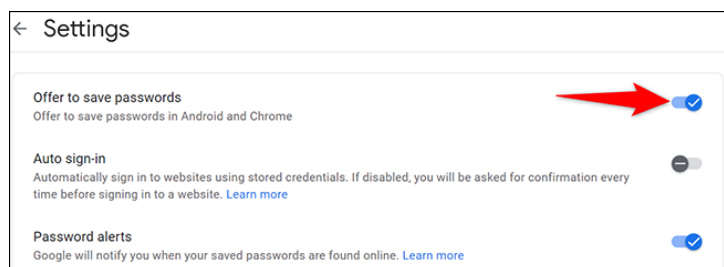 Settings
Offer to save passwords
Offer to save passwords in Android and Chrome
Auto sign-in
Automatically sign in to websites using stored credentials. If disabled, you will be asked for confirmation every
time before signing in to a website. Learn more
Password alerts
Google will notify you when your saved passwords are found online. Learn more